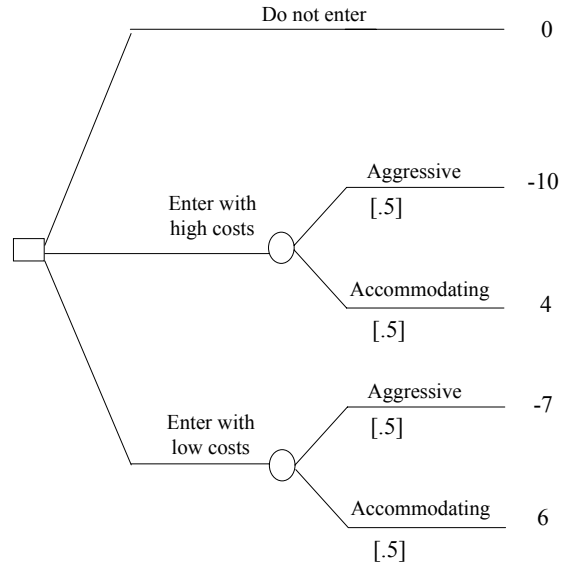 Do not enter
0
Aggressive
-10
[.5]
Enter with
high costs
Accommodating
4
[.5]
Aggressive
-7
[.5]
Enter with
low costs
Accommodating
6
[.5]